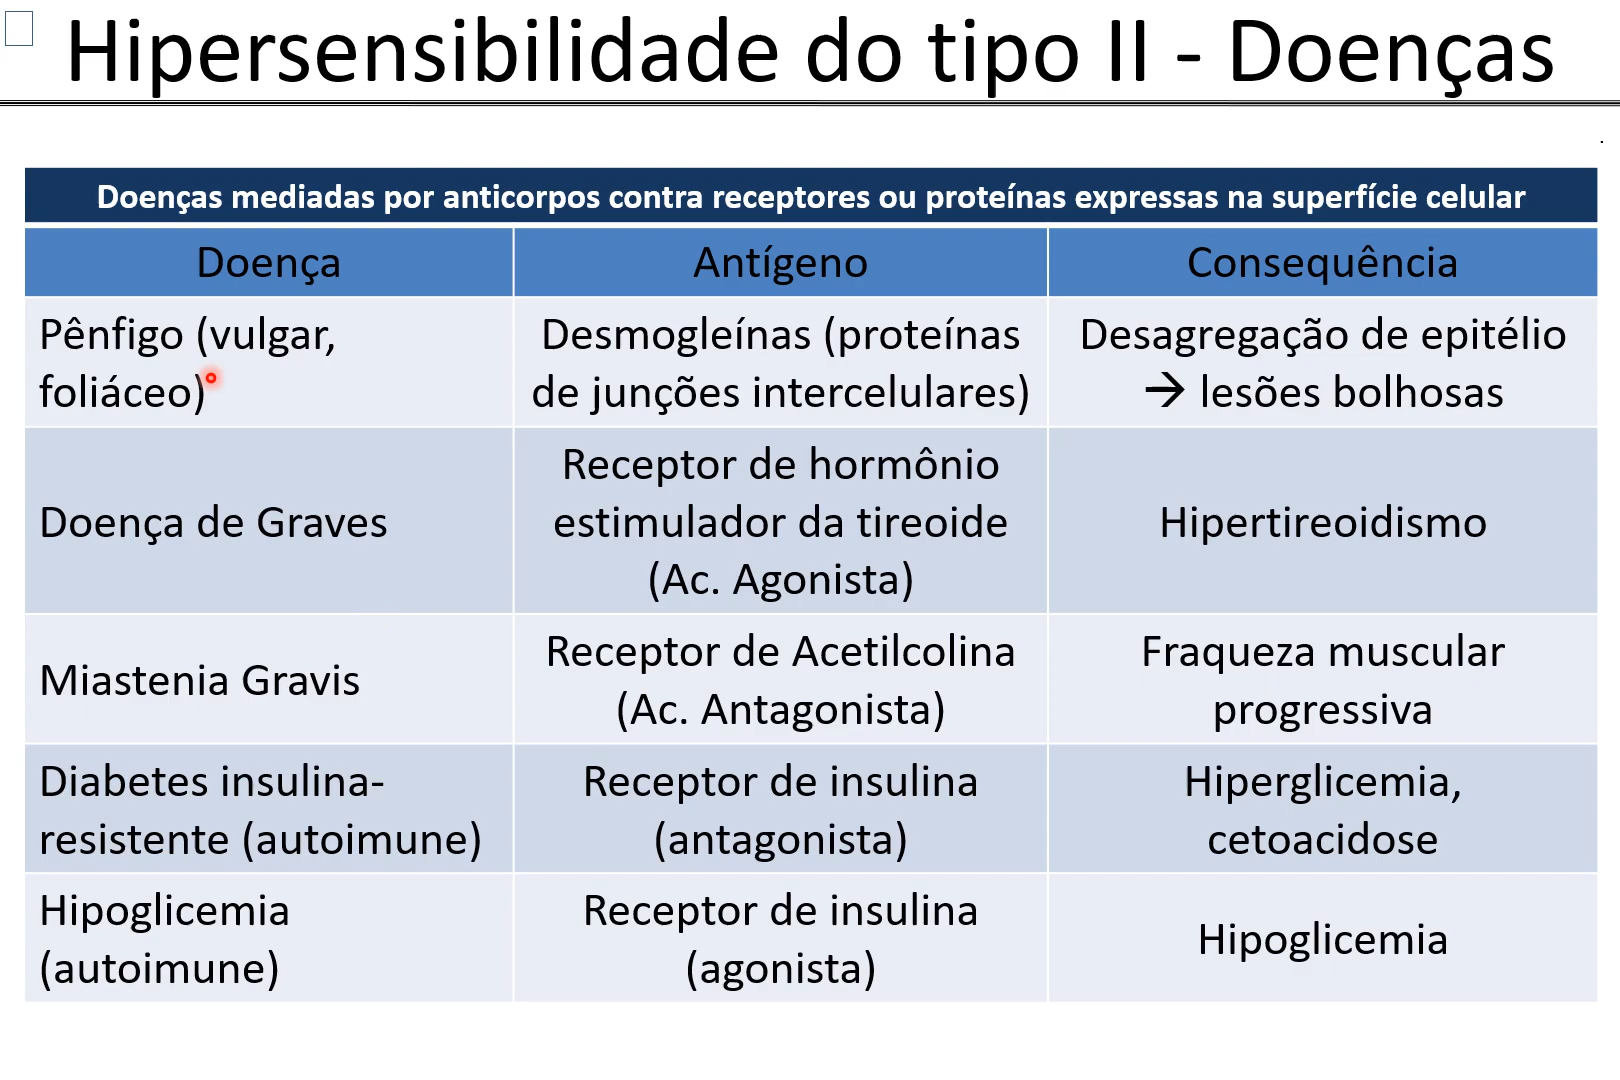 Hipersensibilidade do tipo II - Doenças
Doenças mediadas por anticorpos contra receptores ou proteínas expressas na superfície celular
Doença
Antígeno
Consequência
Pênfigo (vulgar,
foliáceo)
Desmogleínas (proteínas
de junções intercelulares)
Desagregação de epitélio
→ lesões bolhosas
Doença de Graves
Receptor de hormônio
estimulador da tireoide
(Ac. Agonista)
Hipertireoidismo
Miastenia Gravis
Receptor de Acetilcolina
(Ac. Antagonista)
Fraqueza muscular
progressiva
Diabetes insulina-
resistente (autoimune)
Receptor de insulina
(antagonista)
Hiperglicemia,
cetoacidose
Hipoglicemia
(autoimune)
Receptor de insulina
(agonista)
Hipoglicemia